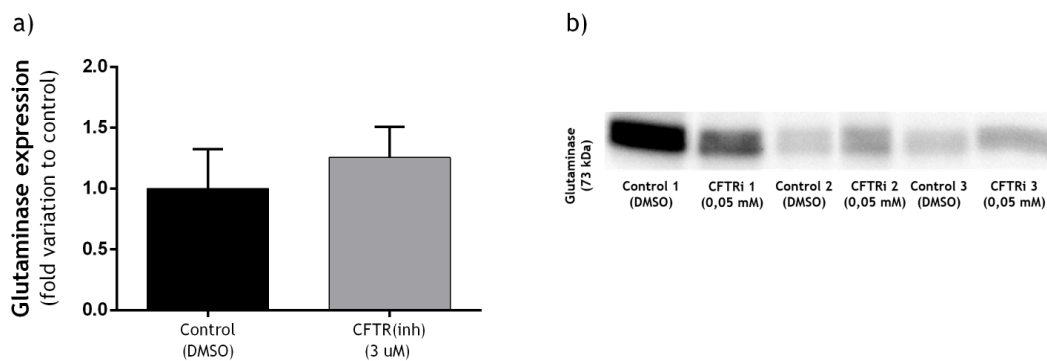 a)
Glutaminase expression
(fold variation to control)
2.0
1.5
1.0
0.5
0.0
Control
(DMSO)
CFTR(inh)
(3 uM)
b)
Glutaminase
(73 kDa)
Control 1
(DMSO)
CFTRi 1
(0,05 mM)
Control 2
(DMSO)
CFTRi 2
(0,05 mM)
Control 3
(DMSO)
CFTRi 3
(0,05 mM)